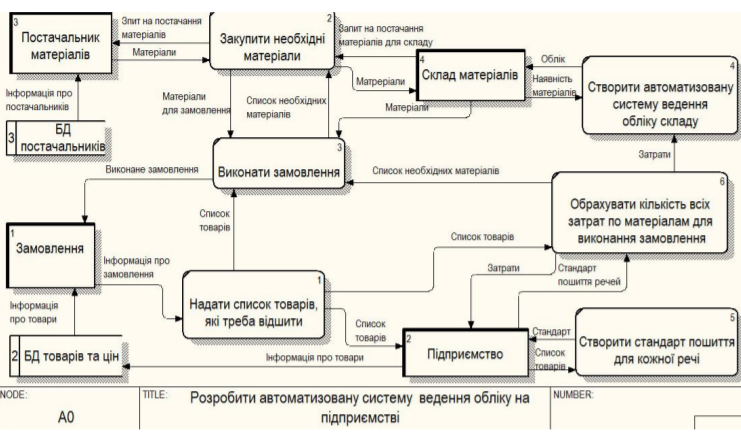 3
Постачальник
матеріалів
Зпит на постачання
матеріалів
Матеріали
2
Закупити необхідні
матеріали
Запит на постачання
матеріалів для складу
Матреріали
4
Склад матеріалів
Облік
Наявність
матеріалів
4
Створити автоматизовану
систему ведення
обліку складу
Інформація про
постачальників
3
БД
постачальників
Матеріали
для замовлення
Список необхідних
матеріалів
Матеріали
Виконане замовлення
3
Виконати замовлення
Список необхідних матеріалів
Затрати
6
Обрахувати кількість всіх
затрат по матеріалам для
виконання замовлення
1
Замовлення
Список
товарів
Інформація про
замовлення
Список товарів
Затрати
Стандарт
пошиття речей
1
Надати список товарів,
які треба відшити
Інформація
про товари
Список
товарів
2
БД товарів та цін
Інформація про товари
2
Підприємство
Стандарт
Список
товарів
5
Створити стандарт пошиття
для кожної речі
NODE:
A0
TITLE:
Розробити автоматизовану систему ведення обліку на
підприємстві
NUMBER: